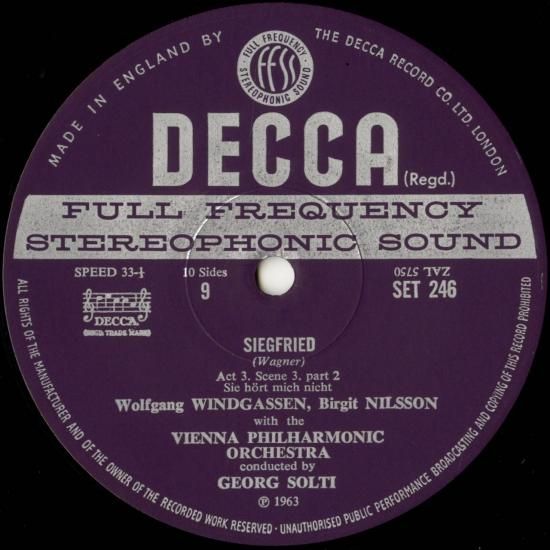 MADE IN ENGLAND BY
THE DECCA RECORD CO. LTD. LONDON
FULL FREQUENCY
ffss
STEREOPHONIC SOUND
DECCA (Regd.)
FULL FREQUENCY
STEREOPHONIC SOUND
SPEED 33-⅓
10 Sides
9
ZAL 5750
SET 246
DECCA
REGD. TRADE MARK
SIEGFRIED
(Wagner)
Act 3. Scene 3. part 2
Sie hört mich nicht
Wolfgang WINDGASSEN, Birgit NILSSON
with the
VIENNA PHILHARMONIC
ORCHESTRA
conducted by
GEORG SOLTI
℗ 1963
ALL RIGHTS OF THE MANUFACTURER AND OF THE OWNER OF THE RECORDED WORK RESERVED · UNAUTHORISED PUBLIC PERFORMANCE BROADCASTING AND COPYING OF THIS RECORD PROHIBITED